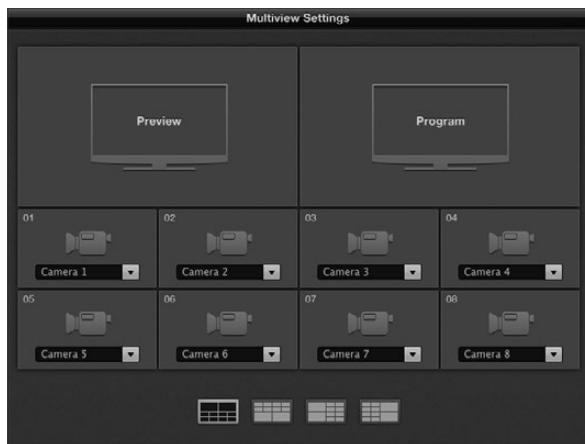 Multiview Settings
Preview
Program
01
02
03
04
Camera 1
Camera 2
Camera 3
Camera 4
05
06
07
08
Camera 5
Camera 6
Camera 7
Camera 8